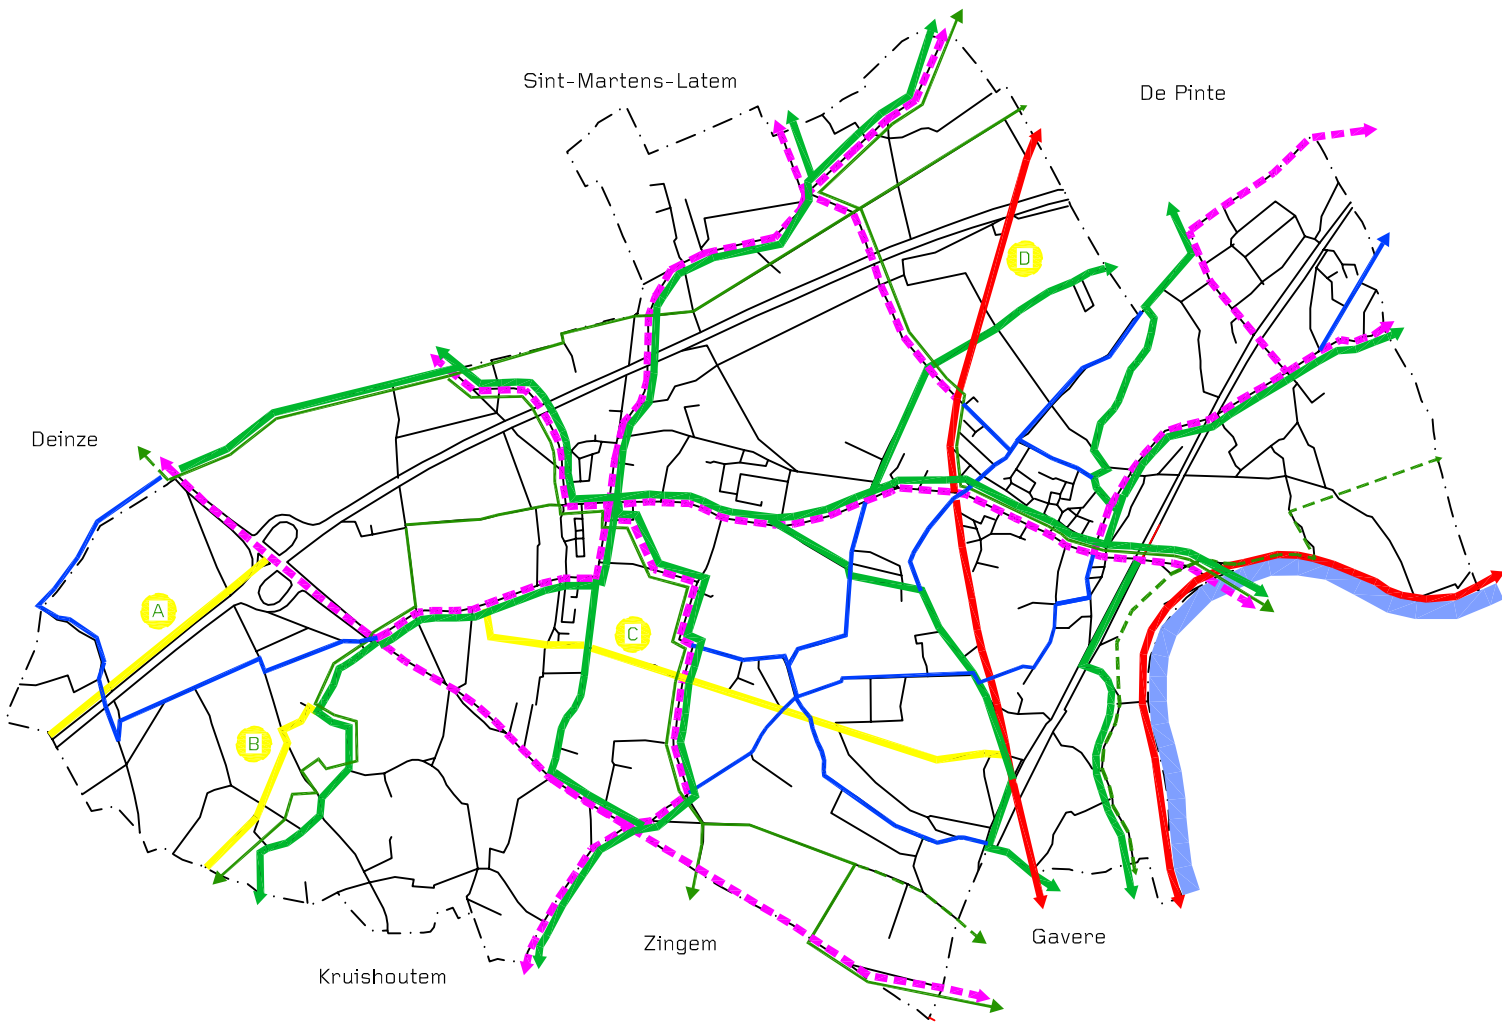 Sint-Martens-Latem
De Pinte
D
Deinze
A
C
B
Gavere
Zingem
Kruishoutem